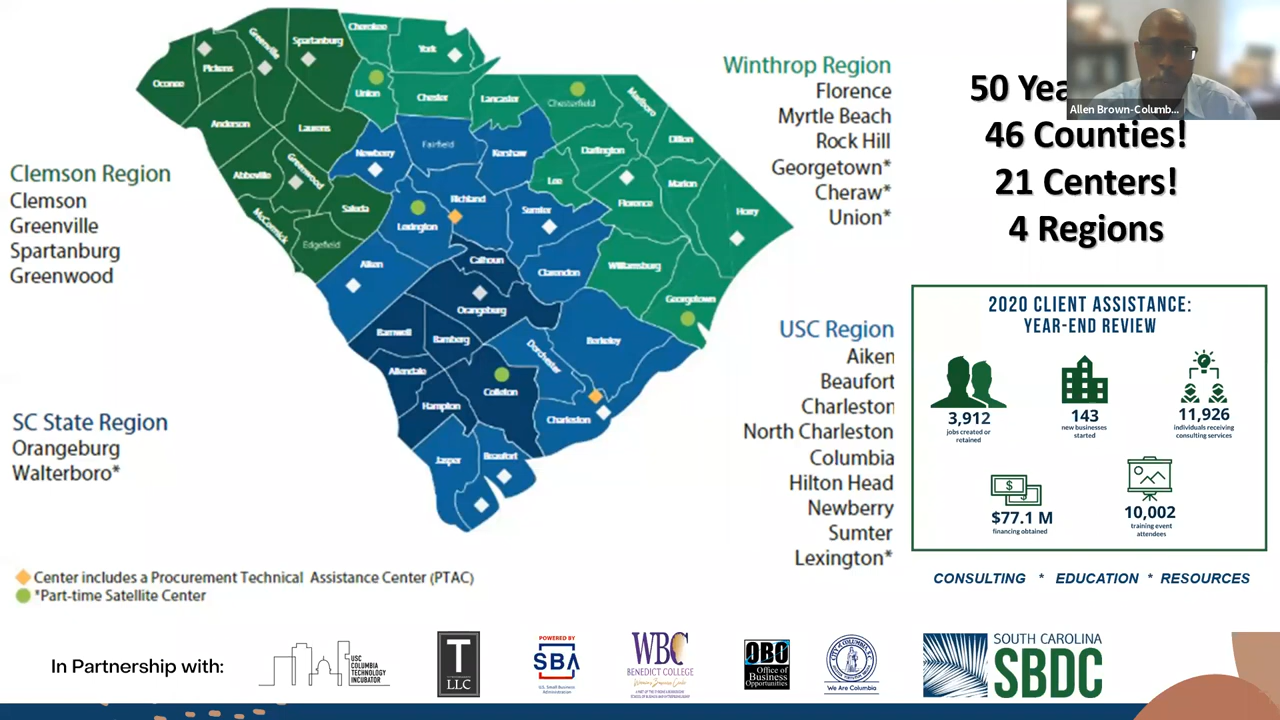 Clemson Region
Clemson
Greenville
Spartanburg
Greenwood
SC State Region
Orangeburg
Walterboro*
Oconee
Pickens
Greenville
Spartanburg
Cherokee
York
Union
Chester
Lancaster
Chesterfield
Marlboro
Anderson
Laurens
Newberry
Fairfield
Kershaw
Darlington
Dillon
Abbeville
Greenwood
Saluda
McCormick
Edgefield
Lexington
Richland
Sumter
Lee
Florence
Marion
Horry
Aiken
Calhoun
Clarendon
Williamsburg
Georgetown
Orangeburg
Barnwell
Bamberg
Allendale
Dorchester
Berkeley
Colleton
Hampton
Charleston
Jasper
Beaufort
Winthrop Region
Florence
Myrtle Beach
Rock Hill
Georgetown*
Cheraw*
Union*
USC Region
Aiken
Beaufort
Charleston
North Charleston
Columbia
Hilton Head
Newberry
Sumter
Lexington*
50 Yea
46 Counties!
21 Centers!
4 Regions
Allen Brown-Columb...
2020 CLIENT ASSISTANCE:
YEAR-END REVIEW
3,912
jobs created or
retained
143
new businesses
started
11,926
individuals receiving
consulting services
$77.1 M
financing obtained
10,002
training event
attendees
CONSULTING * EDUCATION * RESOURCES
Center includes a Procurement Technical Assistance Center (PTAC)
*Part-time Satellite Center
In Partnership with:
USC
COLUMBIA
TECHNOLOGY
INCUBATOR
T
LLC
POWERED BY
SBA
U.S. Small Business
Administration
WBC
BENEDICT COLLEGE
Women's Business Center
OBO
Office of
Business
Opportunities
We Are Columbia
SOUTH CAROLINA
SBDC